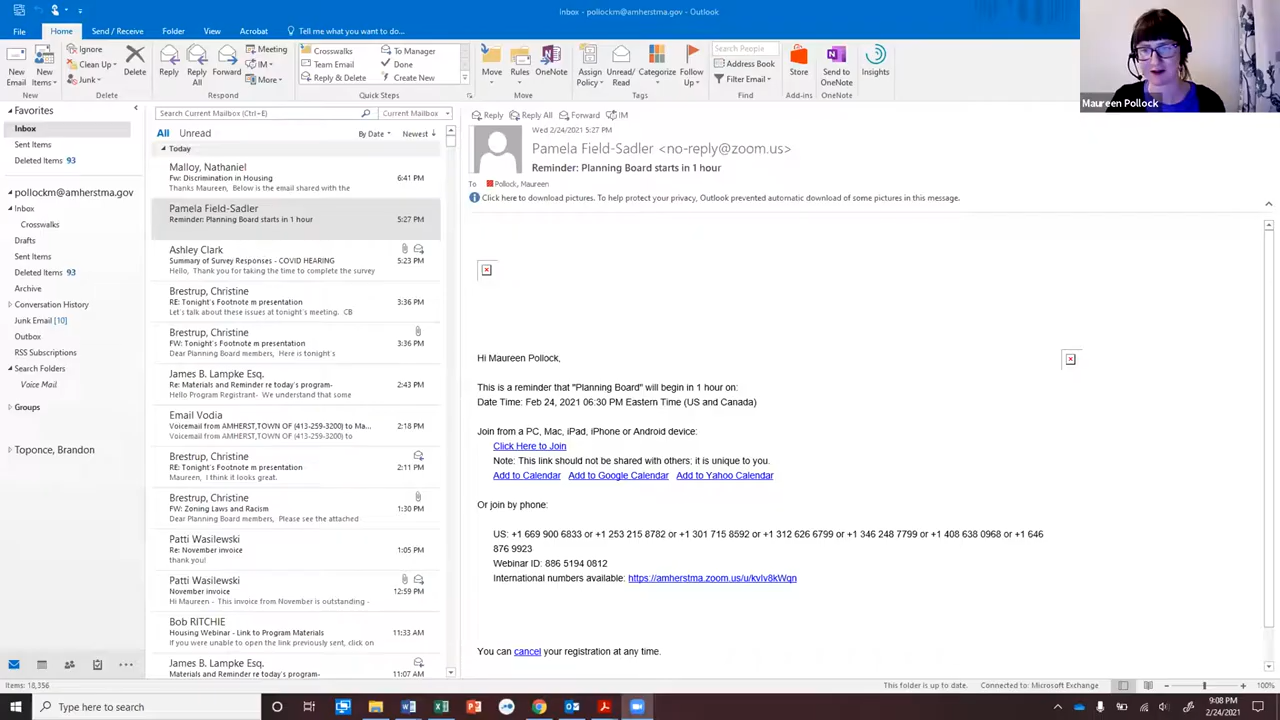 inbox - pollockm@amherstma.gov - Outlook
File Home Send / Receive Folder View Acrobat Tell me what you want to do...
New Email New Items Ignore Clean Up Junk Delete Reply Reply All Forward Meeting IM More
Crosswalks To Manager
Team Email Done
Reply & Delete Create New
Move Rules OneNote Assign Policy Unread/Read Categorize Follow Up
Search People
Address Book
Filter Email
Store Send to OneNote Insights
New Delete Respond Quick Steps Move Tags Find Add-ins OneNote
Maureen Pollock
Favorites
Inbox
Sent Items
Deleted Items 93
pollockm@amherstma.gov
Inbox
Crosswalks
Drafts
Sent Items
Deleted Items 93
Archive
Conversation History
Junk Email [10]
Outbox
RSS Subscriptions
Search Folders
Voice Mail
Groups
Toponce, Brandon
Search Current Mailbox (Ctrl+E) Current Mailbox
All Unread By Date Newest
Today
Malloy, Nathaniel
Fw: Discrimination in Housing 6:41 PM
Thanks Maureen, Below is the email shared with the
Pamela Field-Sadler
Reminder: Planning Board starts in 1 hour 5:27 PM
Ashley Clark
Summary of Survey Responses - COVID HEARING 5:23 PM
Hello, Thank you for taking the time to complete the survey
Brestrup, Christine
RE: Tonight's Footnote m presentation 3:36 PM
Let's talk about these issues at tonight's meeting. CB
Brestrup, Christine
FW: Tonight's Footnote m presentation 3:36 PM
Dear Planning Board members, Here is tonight's
James B. Lampke Esq.
Re: Materials and Reminder re today's program- 2:43 PM
Hello Program Registrant- We understand that some
Email Vodia
Voicemail from AMHERST,TOWN OF (413-259-3200) to Ma... 2:18 PM
Voicemail from AMHERST,TOWN OF (413-259-3200) to
Brestrup, Christine
RE: Tonight's Footnote m presentation 2:11 PM
Maureen, I think it looks great.
Brestrup, Christine
FW: Zoning Laws and Racism 1:30 PM
Dear Planning Board members, Please see the attached
Patti Wasilewski
Re: November invoice 1:05 PM
thank you!
Patti Wasilewski
November invoice 12:59 PM
Hi Maureen - This invoice from November is outstanding -
Bob RITCHIE
Housing Webinar - Link to Program Materials 11:33 AM
If you were unable to open the link previously sent, click on
James B. Lampke Esq.
Materials and Reminder re today's program- 11:07 AM
Reply Reply All Forward IM
Wed 2/24/2021 5:27 PM
Pamela Field-Sadler <no-reply@zoom.us>
Reminder: Planning Board starts in 1 hour
To Pollock, Maureen
Click here to download pictures. To help protect your privacy, Outlook prevented automatic download of some pictures in this message.
Hi Maureen Pollock,
This is a reminder that "Planning Board" will begin in 1 hour on:
Date Time: Feb 24, 2021 06:30 PM Eastern Time (US and Canada)
Join from a PC, Mac, iPad, iPhone or Android device:
Click Here to Join
Note: This link should not be shared with others; it is unique to you.
Add to Calendar Add to Google Calendar Add to Yahoo Calendar
Or join by phone:
US: +1 669 900 6833 or +1 253 215 8782 or +1 301 715 8592 or +1 312 626 6799 or +1 346 248 7799 or +1 408 638 0968 or +1 646
876 9923
Webinar ID: 886 5194 0812
International numbers available: https://amherstma.zoom.us/u/kvIv8kWqn
You can cancel your registration at any time.
Items: 18,356 This folder is up to date. Connected to: Microsoft Exchange 100%
Type here to search
9:08 PM
2/24/2021